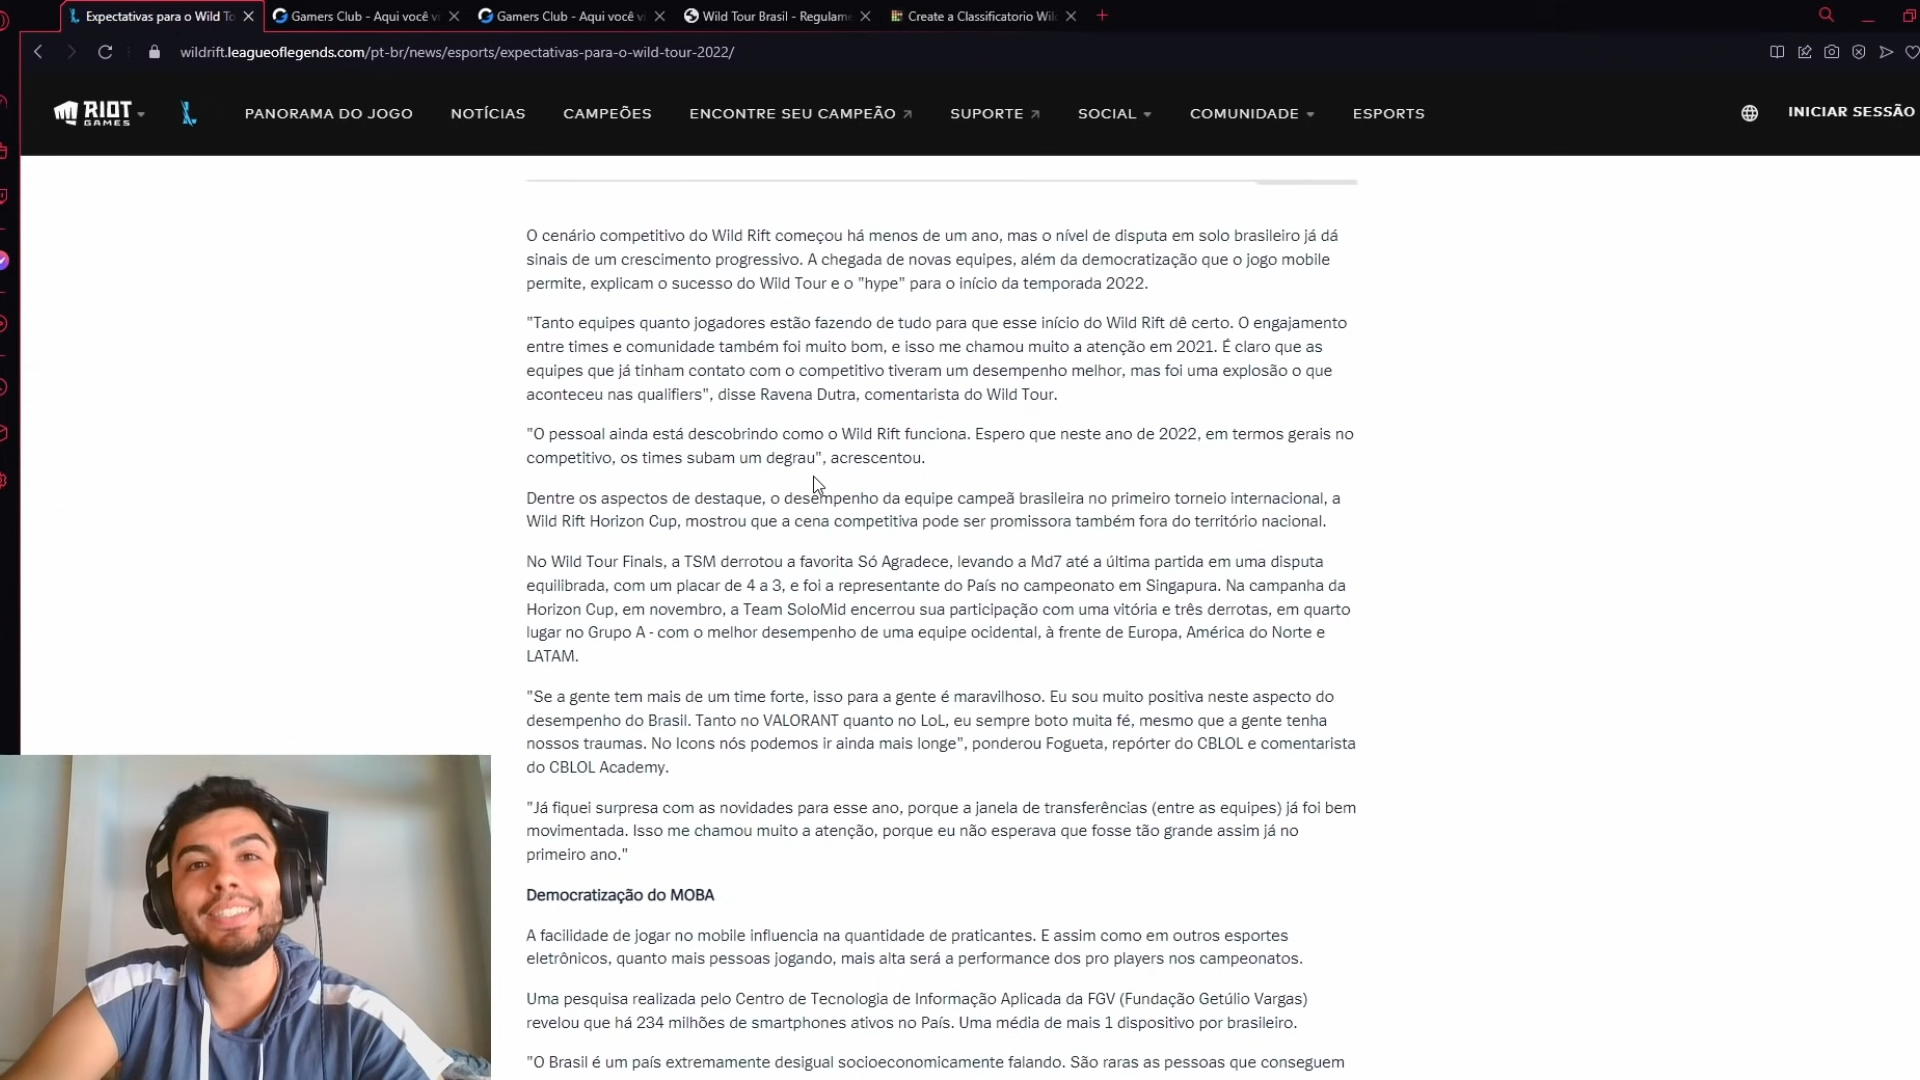 Expectativas para o Wild To
Gamers Club - Aqui você v
Gamers Club - Aqui você v
Wild Tour Brasil - Regulame
Create a Classificatorio Wil
wildrift.leagueoflegends.com/pt-br/news/esports/expectativas-para-o-wild-tour-2022/
RIOT GAMES
PANORAMA DO JOGO
NOTÍCIAS
CAMPEÕES
ENCONTRE SEU CAMPEÃO
SUPORTE
SOCIAL
COMUNIDADE
ESPORTS
INICIAR SESSÃO
O cenário competitivo do Wild Rift começou há menos de um ano, mas o nível de disputa em solo brasileiro já dá
sinais de um crescimento progressivo. A chegada de novas equipes, além da democratização que o jogo mobile
permite, explicam o sucesso do Wild Tour e o "hype" para o início da temporada 2022.
"Tanto equipes quanto jogadores estão fazendo de tudo para que esse início do Wild Rift dê certo. O engajamento
entre times e comunidade também foi muito bom, e isso me chamou muito a atenção em 2021. É claro que as
equipes que já tinham contato com o competitivo tiveram um desempenho melhor, mas foi uma explosão o que
aconteceu nas qualifiers", disse Ravena Dutra, comentarista do Wild Tour.
"O pessoal ainda está descobrindo como o Wild Rift funciona. Espero que neste ano de 2022, em termos gerais no
competitivo, os times subam um degrau", acrescentou.
Dentre os aspectos de destaque, o desempenho da equipe campeã brasileira no primeiro torneio internacional, a
Wild Rift Horizon Cup, mostrou que a cena competitiva pode ser promissora também fora do território nacional.
No Wild Tour Finals, a TSM derrotou a favorita Só Agradece, levando a Md7 até a última partida em uma disputa
equilibrada, com um placar de 4 a 3, e foi a representante do País no campeonato em Singapura. Na campanha da
Horizon Cup, em novembro, a Team SoloMid encerrou sua participação com uma vitória e três derrotas, em quarto
lugar no Grupo A - com o melhor desempenho de uma equipe ocidental, à frente de Europa, América do Norte e
LATAM.
"Se a gente tem mais de um time forte, isso para a gente é maravilhoso. Eu sou muito positiva neste aspecto do
desempenho do Brasil. Tanto no VALORANT quanto no LoL, eu sempre boto muita fé, mesmo que a gente tenha
nossos traumas. No Icons nós podemos ir ainda mais longe", ponderou Fogueta, repórter do CBLOL e comentarista
do CBLOL Academy.
"Já fiquei surpresa com as novidades para esse ano, porque a janela de transferências (entre as equipes) já foi bem
movimentada. Isso me chamou muito a atenção, porque eu não esperava que fosse tão grande assim já no
primeiro ano."
Democratização do MOBA
A facilidade de jogar no mobile influencia na quantidade de praticantes. E assim como em outros esportes
eletrônicos, quanto mais pessoas jogando, mais alta será a performance dos pro players nos campeonatos.
Uma pesquisa realizada pelo Centro de Tecnologia de Informação Aplicada da FGV (Fundação Getúlio Vargas)
revelou que há 234 milhões de smartphones ativos no País. Uma média de mais 1 dispositivo por brasileiro.
"O Brasil é um país extremamente desigual socioeconomicamente falando. São raras as pessoas que conseguem